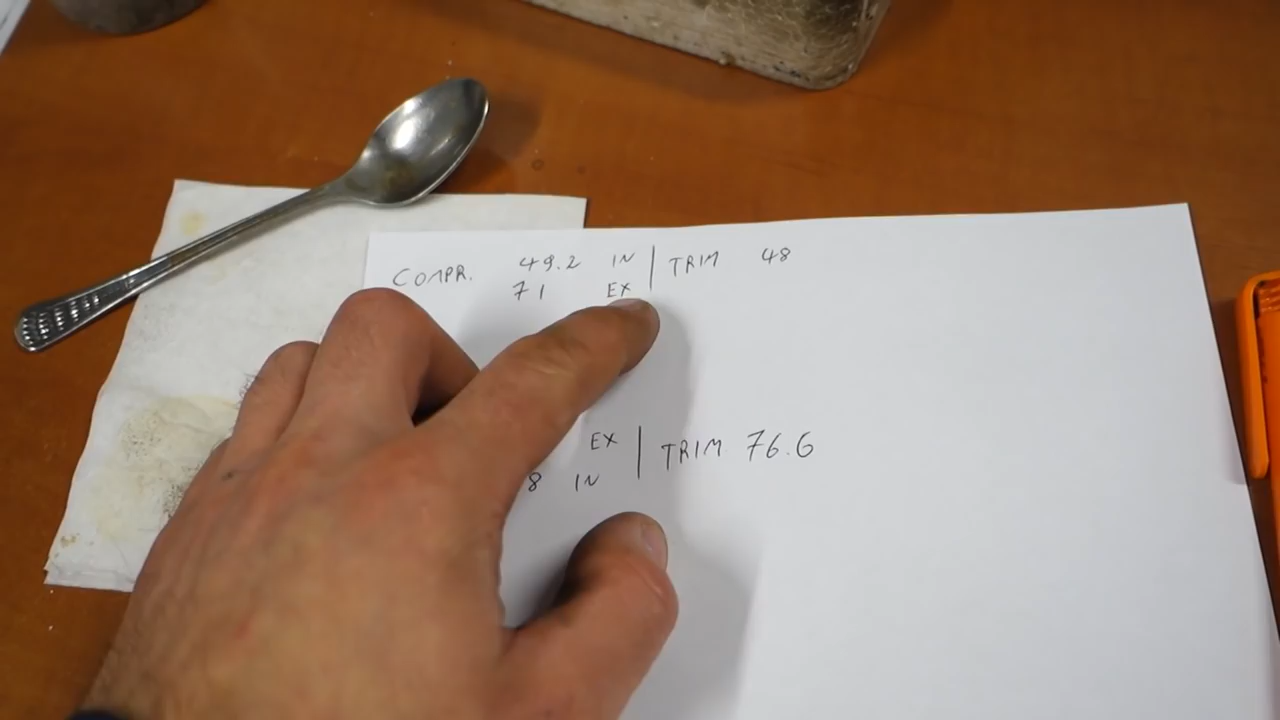 COMPR. 49.2 IN | TRIM 48
71 EX
EX | TRIM 76.6
8 IN